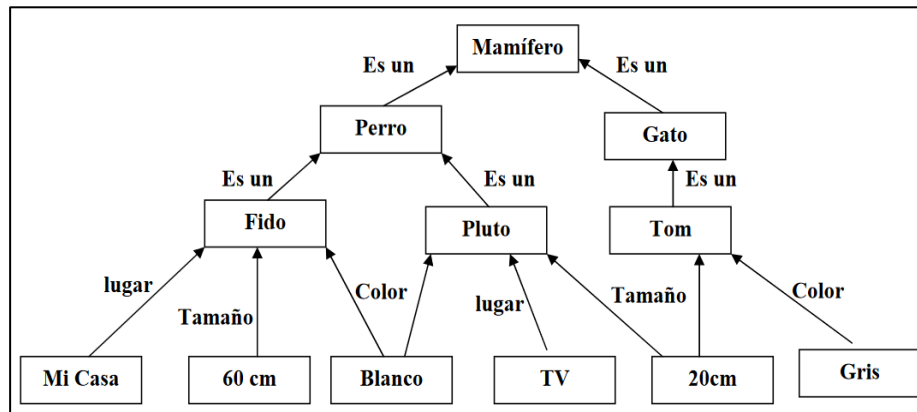 Mamífero
Es un
Es un
Perro
Gato
Es un
Es un
Es un
Fido
Pluto
Tom
lugar
Tamaño
Color
lugar
Tamaño
Color
Mi Casa
60 cm
Blanco
TV
20cm
Gris